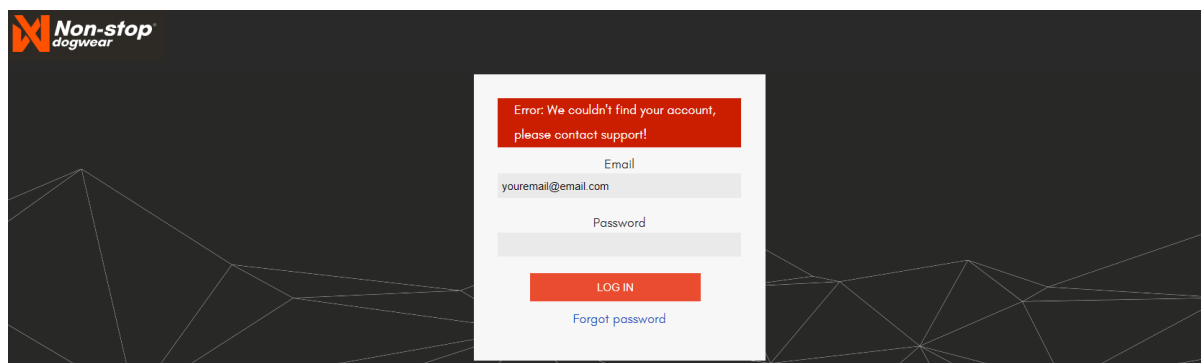 Non-stop®
dogwear
Error: We couldn't find your account,
please contact support!
Email
youremail@email.com
Password
LOG IN
Forgot password